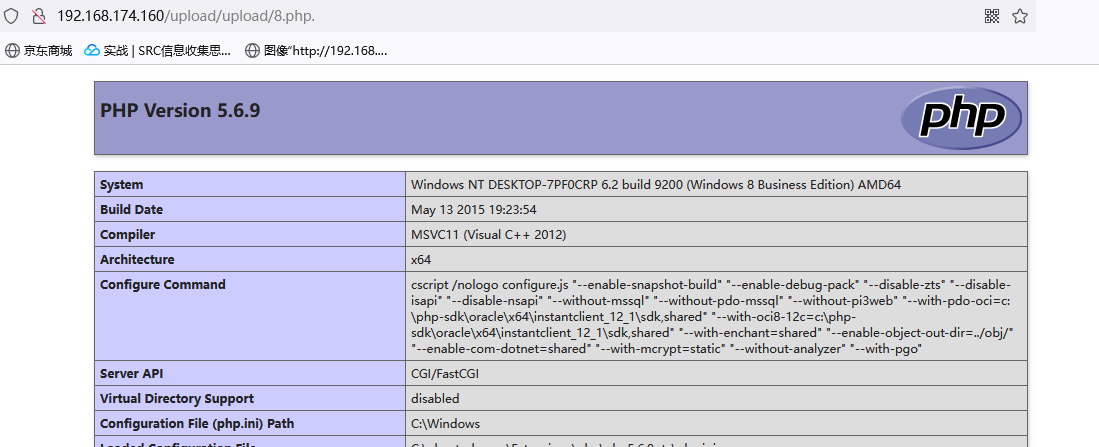 192.168.174.160/upload/upload/8.php.
京东商城 实战 | SRC信息收集思... 图像"http://192.168....
PHP Version 5.6.9
php
System Windows NT DESKTOP-7PF0CRP 6.2 build 9200 (Windows 8 Business Edition) AMD64
Build Date May 13 2015 19:23:54
Compiler MSVC11 (Visual C++ 2012)
Architecture x64
Configure Command cscript /nologo configure.js "--enable-snapshot-build" "--enable-debug-pack" "--disable-zts" "--disable-
isapi" "--disable-nsapi" "--without-mssql" "--without-pdo-mssql" "--without-pi3web" "--with-pdo-oci=c:
\php-sdk\oracle\x64\instantclient_12_1\sdk,shared" "--with-oci8-12c=c:\php-
sdk\oracle\x64\instantclient_12_1\sdk,shared" "--with-enchant=shared" "--enable-object-out-dir=../obj/"
"--enable-com-dotnet=shared" "--with-mcrypt=static" "--without-analyzer" "--with-pgo"
Server API CGI/FastCGI
Virtual Directory Support disabled
Configuration File (php.ini) Path C:\Windows
Loaded Configuration File